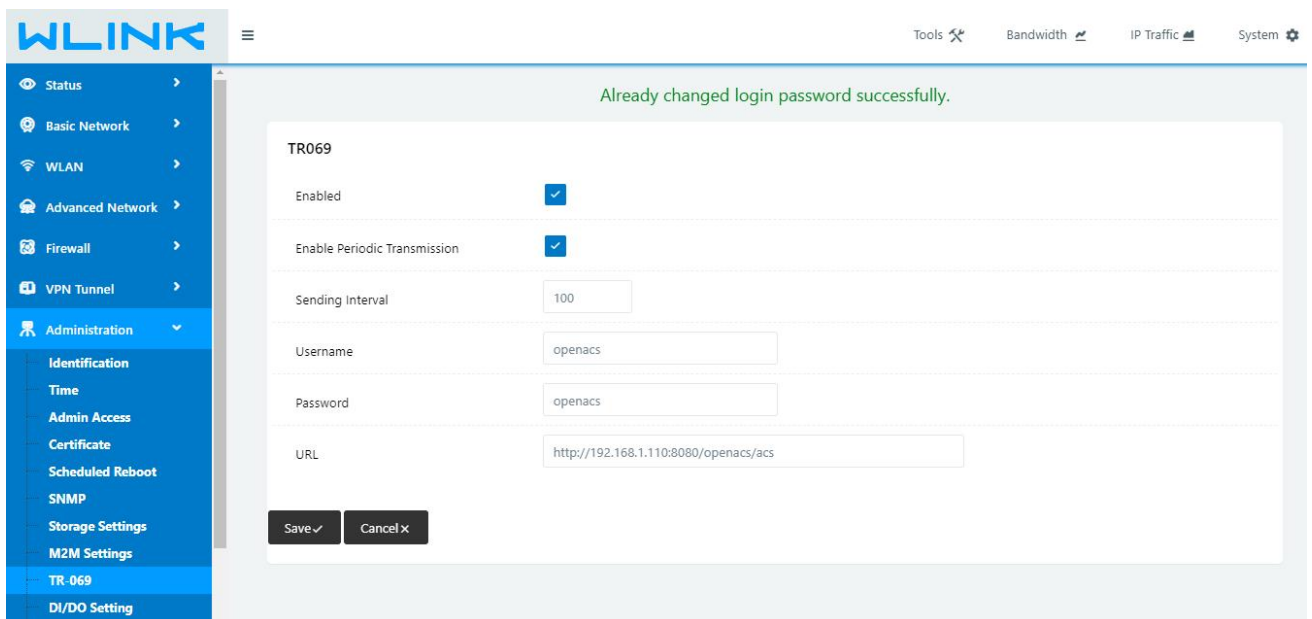 WLINK
Tools
Bandwidth
IP Traffic
System
Status
Basic Network
WLAN
Advanced Network
Firewall
VPN Tunnel
Administration
Identification
Time
Admin Access
Certificate
Scheduled Reboot
SNMP
Storage Settings
M2M Settings
TR-069
DI/DO Setting
Already changed login password successfully.
TR069
Enabled
Enable Periodic Transmission
Sending Interval 100
Username openacs
Password openacs
URL http://192.168.1.110:8080/openacs/acs
Save
Cancel